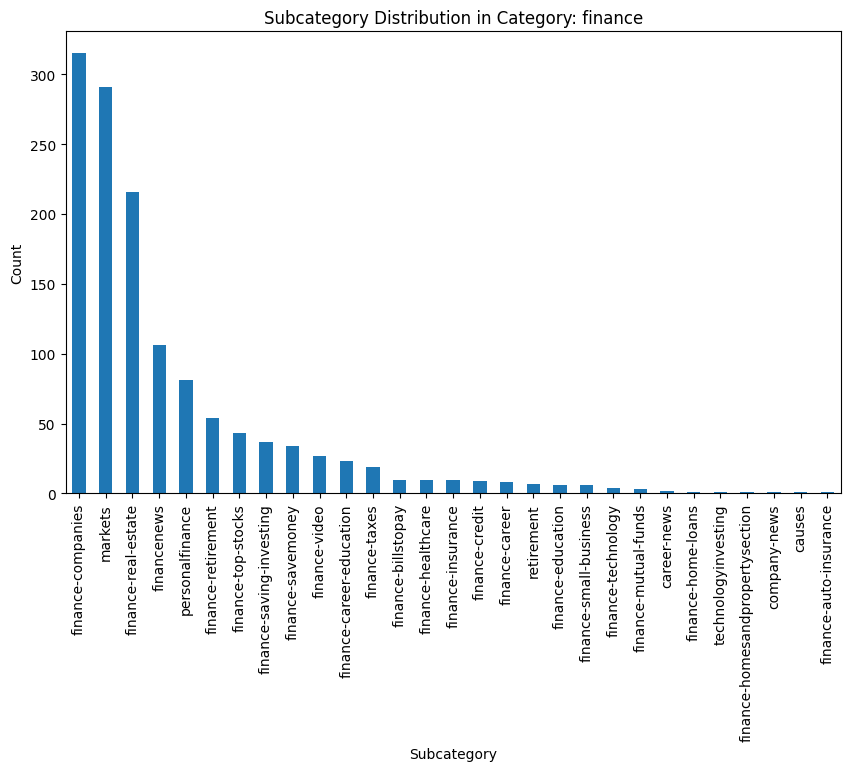 Subcategory Distribution in Category: finance
300
250
200
150
100
50
0
Count
finance-companies
markets
finance-real-estate
financenews
personalfinance
finance-retirement
finance-top-stocks
finance-saving-investing
finance-savemoney
finance-video
finance-career-education
finance-taxes
finance-billstopay
finance-healthcare
finance-insurance
finance-credit
finance-career
retirement
finance-education
finance-small-business
finance-technology
finance-mutual-funds
career-news
finance-home-loans
technologyinvesting
finance-homesandpropertysection
company-news
causes
finance-auto-insurance
Subcategory